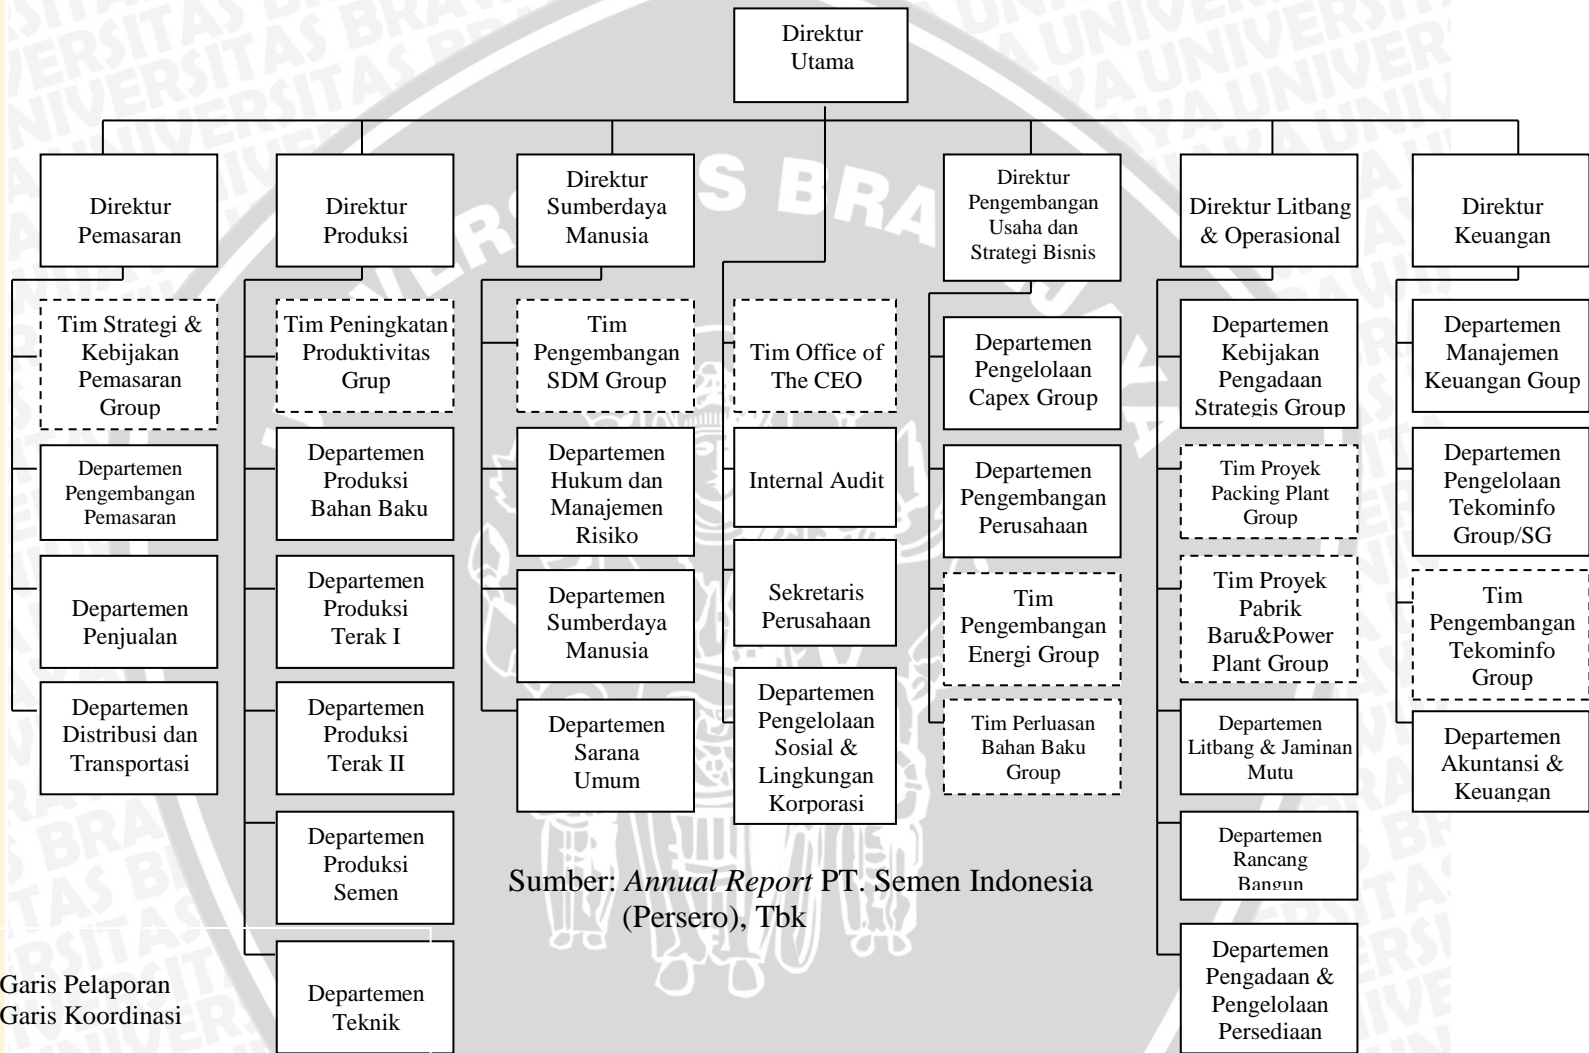 Direktur
Utama
Direktur
Pemasaran
Tim Strategi &
Kebijakan
Pemasaran
Group
Departemen
Pengembangan
Pemasaran
Departemen
Penjualan
Departemen
Distribusi dan
Transportasi
Direktur
Produksi
Tim Peningkatan
Produktivitas
Grup
Departemen
Produksi
Bahan Baku
Departemen
Produksi
Terak I
Departemen
Produksi
Terak II
Departemen
Produksi
Semen
Departemen
Teknik
Direktur
Sumberdaya
Manusia
Tim
Pengembangan
SDM Group
Departemen
Hukum dan
Manajemen
Risiko
Departemen
Sumberdaya
Manusia
Departemen
Sarana
Umum
Tim Office of
The CEO
Internal Audit
Sekretaris
Perusahaan
Departemen
Pengelolaan
Sosial &
Lingkungan
Korporasi
Direktur
Pengembangan
Usaha dan
Strategi Bisnis
Departemen
Pengelolaan
Capex Group
Departemen
Pengembangan
Perusahaan
Tim
Pengembangan
Energi Group
Tim Perluasan
Bahan Baku
Group
Direktur Litbang
& Operasional
Departemen
Kebijakan
Pengadaan
Strategis Group
Tim Proyek
Packing Plant
Group
Tim Proyek
Pabrik
Baru&Power
Plant Group
Departemen
Litbang & Jaminan
Mutu
Departemen
Rancang
Bangun
Departemen
Pengadaan &
Pengelolaan
Persediaan
Direktur
Keuangan
Departemen
Manajemen
Keuangan Goup
Departemen
Pengelolaan
Tekominfo
Group/SG
Tim
Pengembangan
Tekominfo
Group
Departemen
Akuntansi &
Keuangan
Sumber: Annual Report PT. Semen Indonesia
(Persero), Tbk
Garis Pelaporan
Garis Koordinasi